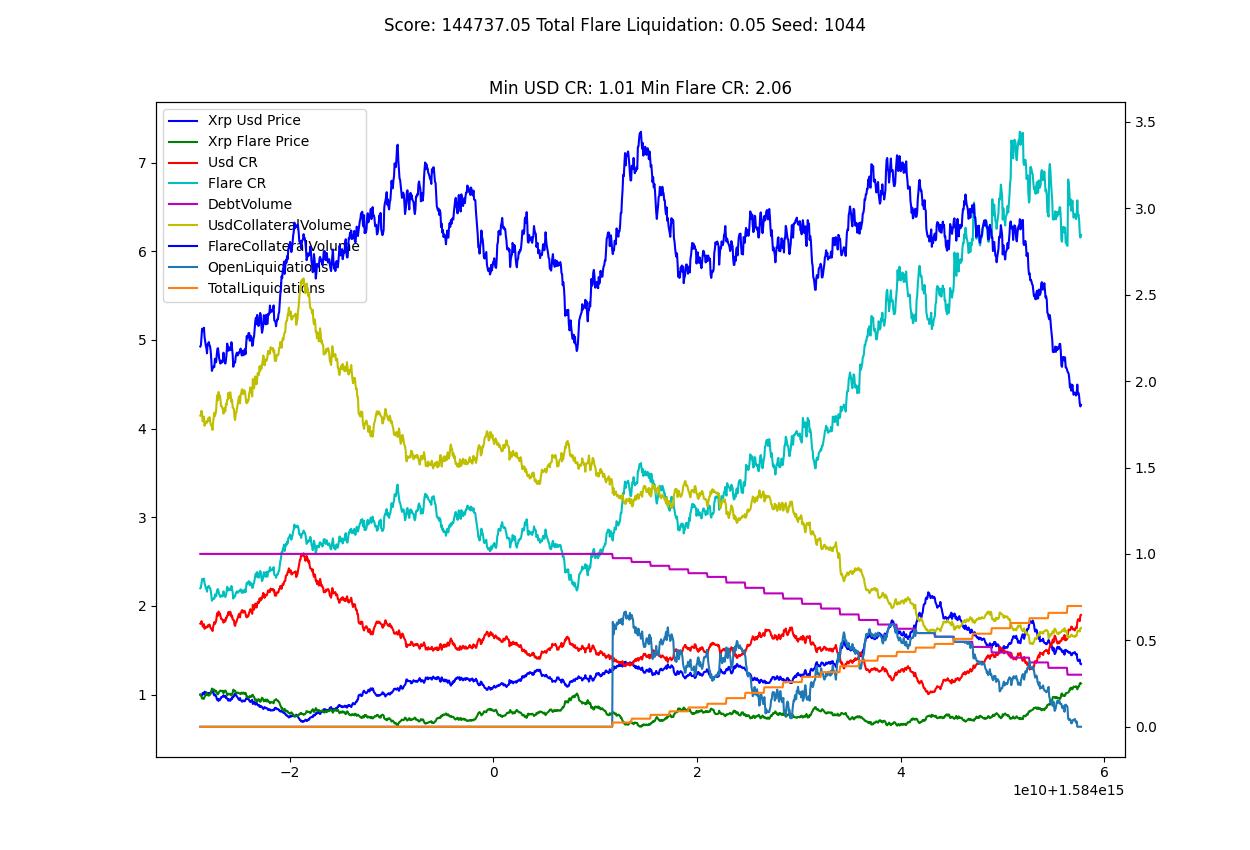 Score: 144737.05 Total Flare Liquidation: 0.05 Seed: 1044
Min USD CR: 1.01 Min Flare CR: 2.06
Xrp Usd Price
Xrp Flare Price
Usd CR
Flare CR
DebtVolume
UsdCollateralVolume
FlareCollateralVolume
OpenLiquidations
TotalLiquidations
7
6
5
4
3
2
1
3.5
3.0
2.5
2.0
1.5
1.0
0.5
0.0
−2 0 2 4 6
1e10+1.584e15